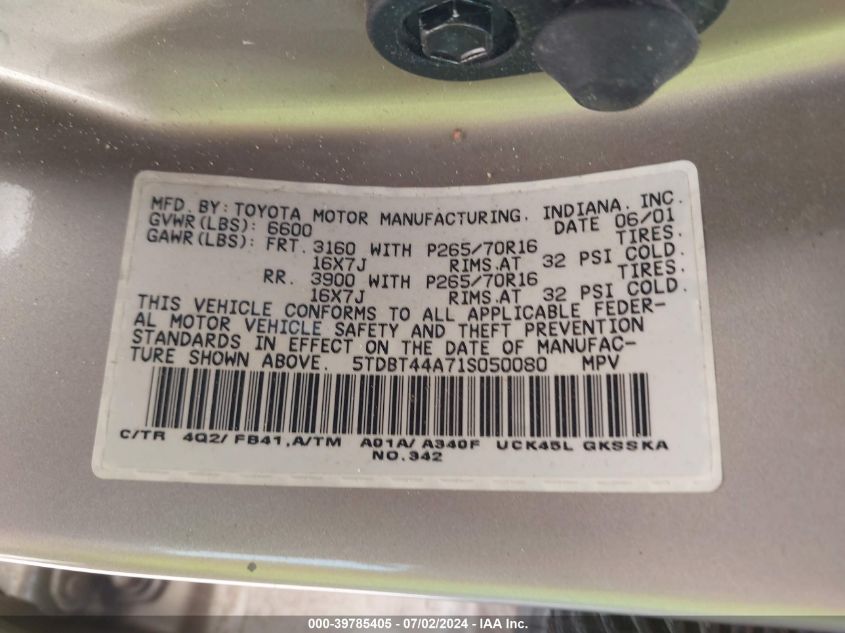 MFD. BY: TOYOTA MOTOR MANUFACTURING, INDIANA, INC.
GVWR(LBS): 6600 DATE 06/01
GAWR(LBS): FRT. 3160 WITH P265/70R16 TIRES.
16X7J RIMS.AT 32 PSI COLD.
RR. 3900 WITH P265/70R16 TIRES.
16X7J RIMS.AT 32 PSI COLD.
THIS VEHICLE CONFORMS TO ALL APPLICABLE FEDER-
AL MOTOR VEHICLE SAFETY AND THEFT PREVENTION
STANDARDS IN EFFECT ON THE DATE OF MANUFAC-
TURE SHOWN ABOVE. 5TDBT44A71S050080 MPV
C/TR 4Q2/ FB41,A/TM A01A/ A340F UCK45L GKSSKA
NO.342
000-39785405 - 07/02/2024 - IAA Inc.